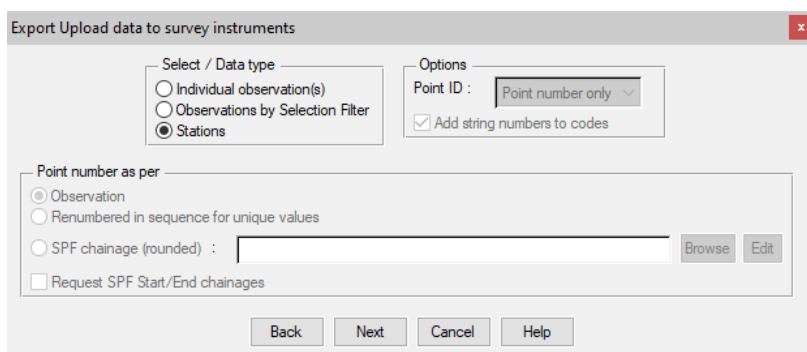 Export Upload data to survey instruments
x
Select / Data type
Individual observation(s)
Observations by Selection Filter
Stations
Options
Point ID :
Point number only
Add string numbers to codes
Point number as per
Observation
Renumbered in sequence for unique values
SPF chainage (rounded) :
Browse
Edit
Request SPF Start/End chainages
Back
Next
Cancel
Help